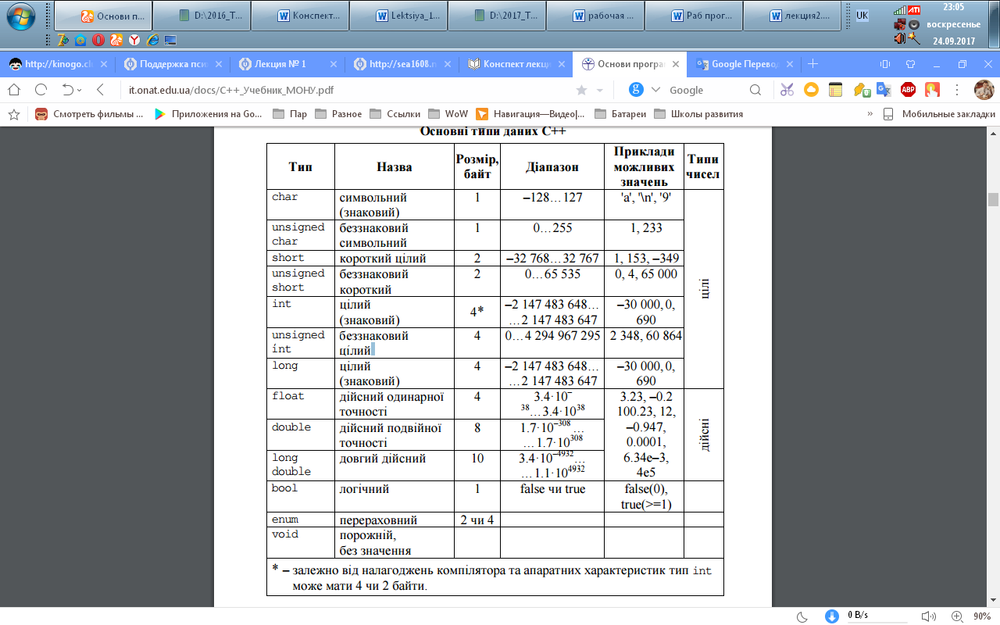 Основи п...
D:\2016_Т...
Конспект...
Lektsiya_1...
D:\2017_Т...
рабочая ...
Раб прог...
лекция2....
UK
ATI
23:05
воскресенье
24.09.2017
http://kinogo.cl
Поддержка пси
Лекция № 1
http://sea1608.n
Конспект лекц
Основи програм
Google Перевод
it.onat.edu.ua/docs/C++_Учебник_МОНУ.pdf
Google
ABP
Смотреть фильмы ...
Приложения на Go...
Пар
Разное
Ссылки
WoW
Навигация—Видео|...
Батареи
Школы развития
»
Мобильные закладки
Основні типи даних C++
Тип
Назва
Розмір,
байт
Діапазон
Приклади
можливих
значень
Типи
чисел
char
символьний
(знаковий)
1
–128…127
'a', '\n', '9'
unsigned
char
беззнаковий
символьний
1
0…255
1, 233
short
короткий цілий
2
–32 768…32 767
1, 153, –349
unsigned
short
беззнаковий
короткий
2
0…65 535
0, 4, 65 000
цілі
int
цілий
(знаковий)
4*
–2 147 483 648…
…2 147 483 647
–30 000, 0,
690
unsigned
int
беззнаковий
цілий
4
0…4 294 967 295
2 348, 60 864
long
цілий
(знаковий)
4
–2 147 483 648…
…2 147 483 647
–30 000, 0,
690
float
дійсний одинарної
точності
4
3.4·10–
38…3.4·1038
3.23, –0.2
100.23, 12,
–0.947,
0.0001,
6.34e–3,
4e5
дійсні
double
дійсний подвійної
точності
8
1.7·10–308 …
… 1.7·10308
long
double
довгий дійсний
10
3.4·10–4932…
… 1.1·104932
bool
логічний
1
false чи true
false(0),
true(>=1)
enum
перераховний
2 чи 4
void
порожній,
без значення
* – залежно від налагоджень компілятора та апаратних характеристик тип int
може мати 4 чи 2 байти.
0 B/s
90%